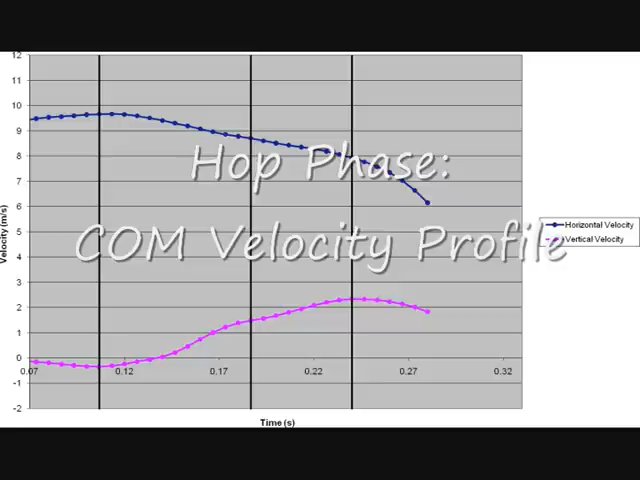 12
11
10
9
8
7
6
5
4
3
2
1
0
-1
-2
Velocity (m/s)
Hop Phase:
COM Velocity Profile
Horizontal Velocity
Vertical Velocity
0.07 0.12 0.17 0.22 0.27 0.32
Time (s)